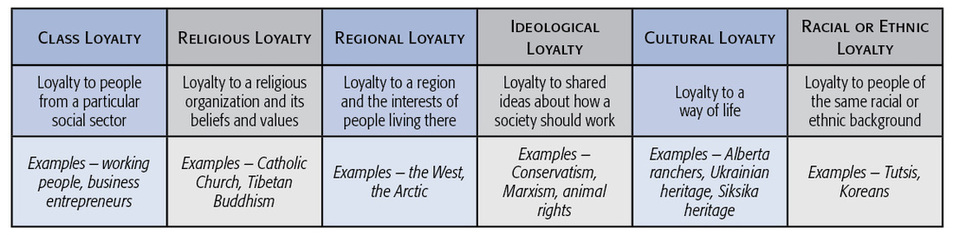 CLASS LOYALTY
RELIGIOUS LOYALTY
REGIONAL LOYALTY
IDEOLOGICAL
LOYALTY
CULTURAL LOYALTY
RACIAL OR ETHNIC
LOYALTY
Loyalty to people
from a particular
social sector
Loyalty to a religious
organization and its
beliefs and values
Loyalty to a region
and the interests of
people living there
Loyalty to shared
ideas about how a
society should work
Loyalty to a
way of life
Loyalty to people of
the same racial or
ethnic background
Examples – working
people, business
entrepreneurs
Examples – Catholic
Church, Tibetan
Buddhism
Examples – the West,
the Arctic
Examples –
Conservatism,
Marxism, animal
rights
Examples – Alberta
ranchers, Ukrainian
heritage, Siksika
heritage
Examples – Tutsis,
Koreans